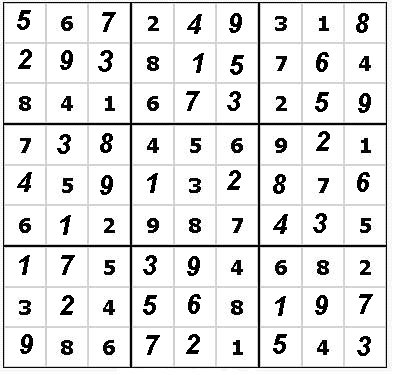 5 6 7 2 4 9 3 1 8
2 9 3 8 1 5 7 6 4
8 4 1 6 7 3 2 5 9
7 3 8 4 5 6 9 2 1
4 5 9 1 3 2 8 7 6
6 1 2 9 8 7 4 3 5
1 7 5 3 9 4 6 8 2
3 2 4 5 6 8 1 9 7
9 8 6 7 2 1 5 4 3